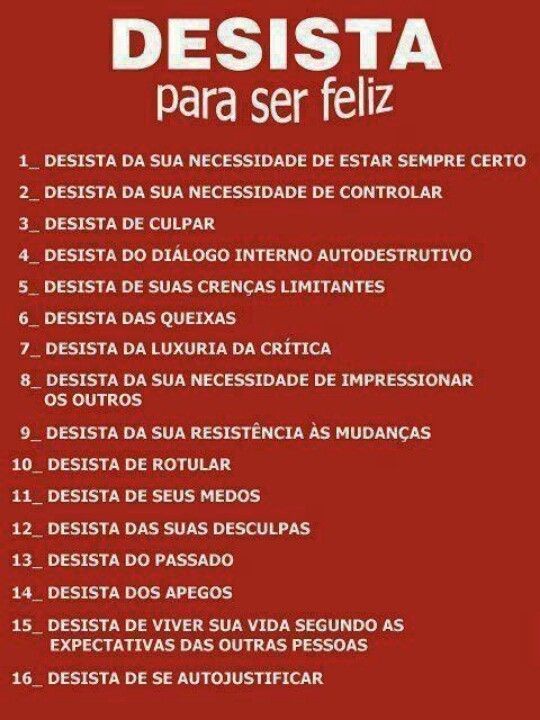 DESISTA
para ser feliz
1_ DESISTA DA SUA NECESSIDADE DE ESTAR SEMPRE CERTO
2_ DESISTA DA SUA NECESSIDADE DE CONTROLAR
3_ DESISTA DE CULPAR
4_ DESISTA DO DIÁLOGO INTERNO AUTODESTRUTIVO
5_ DESISTA DE SUAS CRENÇAS LIMITANTES
6_ DESISTA DAS QUEIXAS
7_ DESISTA DA LUXURIA DA CRÍTICA
8_ DESISTA DA SUA NECESSIDADE DE IMPRESSIONAR
OS OUTROS
9_ DESISTA DA SUA RESISTÊNCIA ÀS MUDANÇAS
10_ DESISTA DE ROTULAR
11_ DESISTA DE SEUS MEDOS
12_ DESISTA DAS SUAS DESCULPAS
13_ DESISTA DO PASSADO
14_ DESISTA DOS APEGOS
15_ DESISTA DE VIVER SUA VIDA SEGUNDO AS
EXPECTATIVAS DAS OUTRAS PESSOAS
16_ DESISTA DE SE AUTOJUSTIFICAR